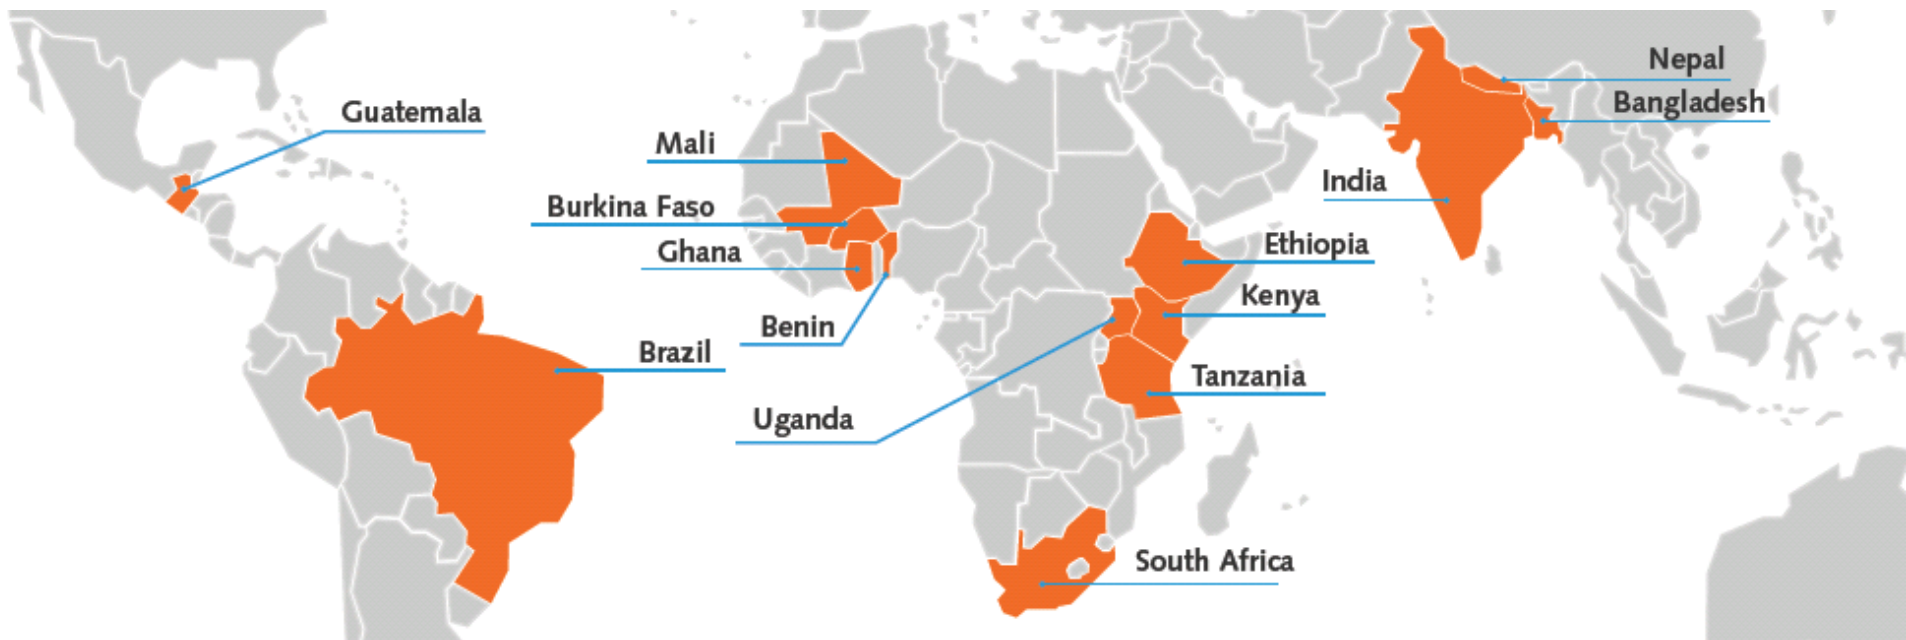 Guatemala
Brazil
Mali
Burkina Faso
Ghana
Benin
Uganda
Nepal
Bangladesh
India
Ethiopia
Kenya
Tanzania
South Africa